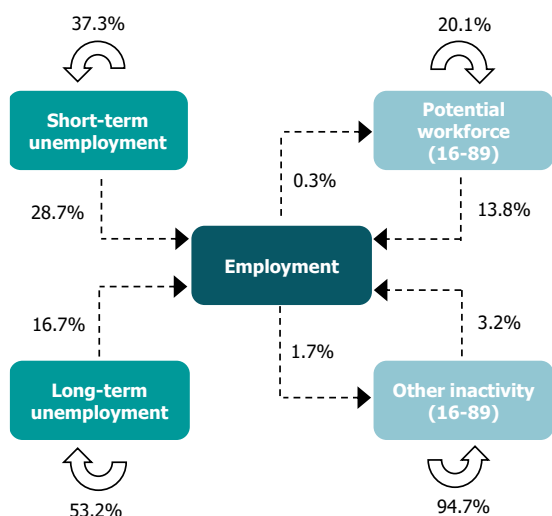 37.3%
20.1%
Short-term
unemployment
Potential
workforce
(16-89)
0.3%
28.7%
13.8%
Employment
16.7%
1.7%
3.2%
Long-term
unemployment
Other inactivity
(16-89)
53.2%
94.7%